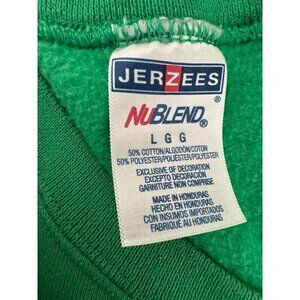 JERZEES
®
NUBLEND®
L G G
50% COTTON/ALGODÓN/COTON
50% POLYESTER/POLIÉSTER/POLYESTER
EXCLUSIVE OF DECORATION
EXCEPTO DECORACIÓN
GARNITURE NON COMPRISE
MADE IN HONDURAS
HECHO EN HONDURAS
CON INSUMOS IMPORTADOS
FABRIQUÉ AU HONDURAS